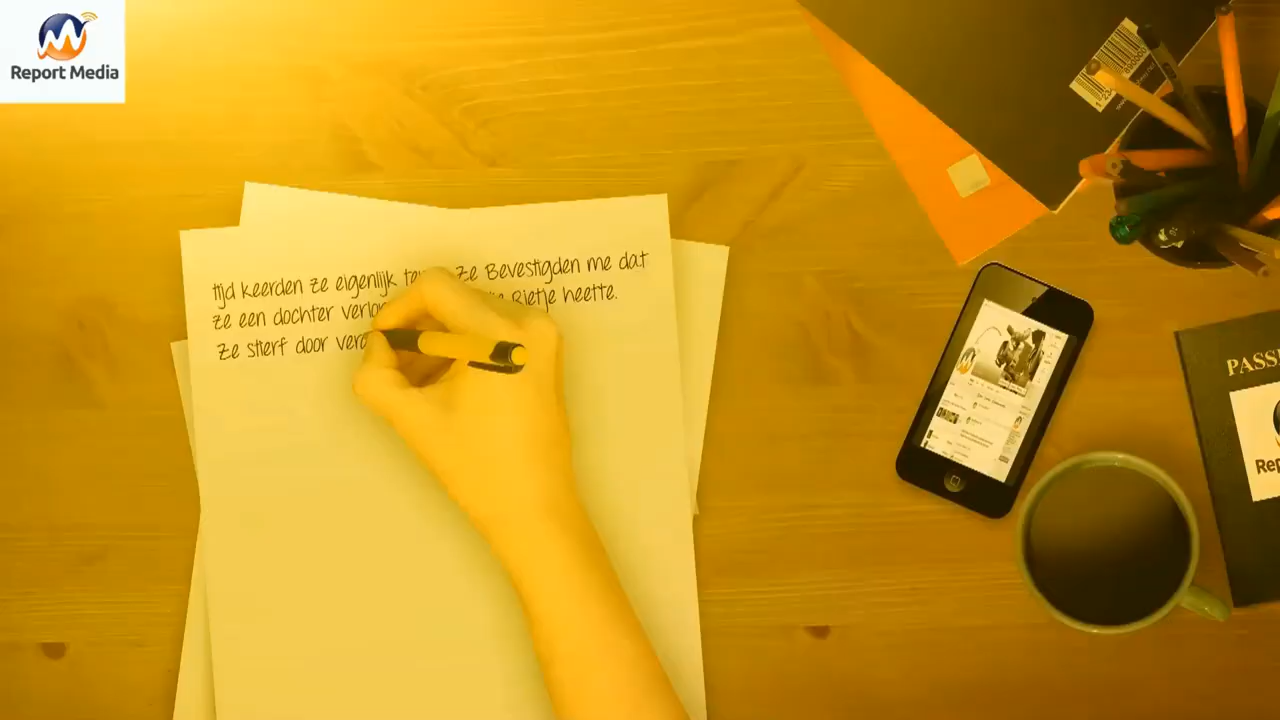 Report Media
tijd keerden ze eigenlijk ze Bevestigden me dat
ze een dochter Rietje heette.
ze stierf door